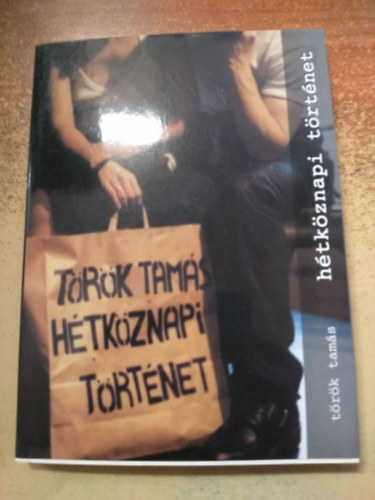 TÖRÖK TAMÁS
HÉTKÖZNAPI
TÖRTÉNET
török tamás
hétköznapi történet